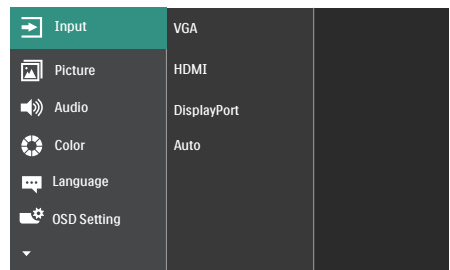 Input
Picture
Audio
Color
Language
OSD Setting
VGA
HDMI
DisplayPort
Auto